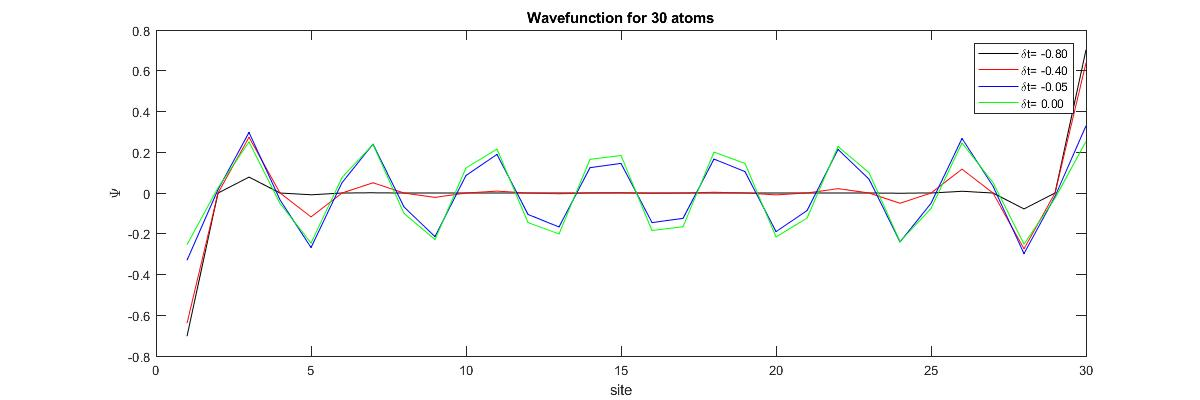 Wavefunction for 30 atoms
0.8
0.6
0.4
0.2
0
-0.2
-0.4
-0.6
-0.8
Ψ
δt= -0.80
δt= -0.40
δt= -0.05
δt= 0.00
0 5 10 15 20 25 30
site